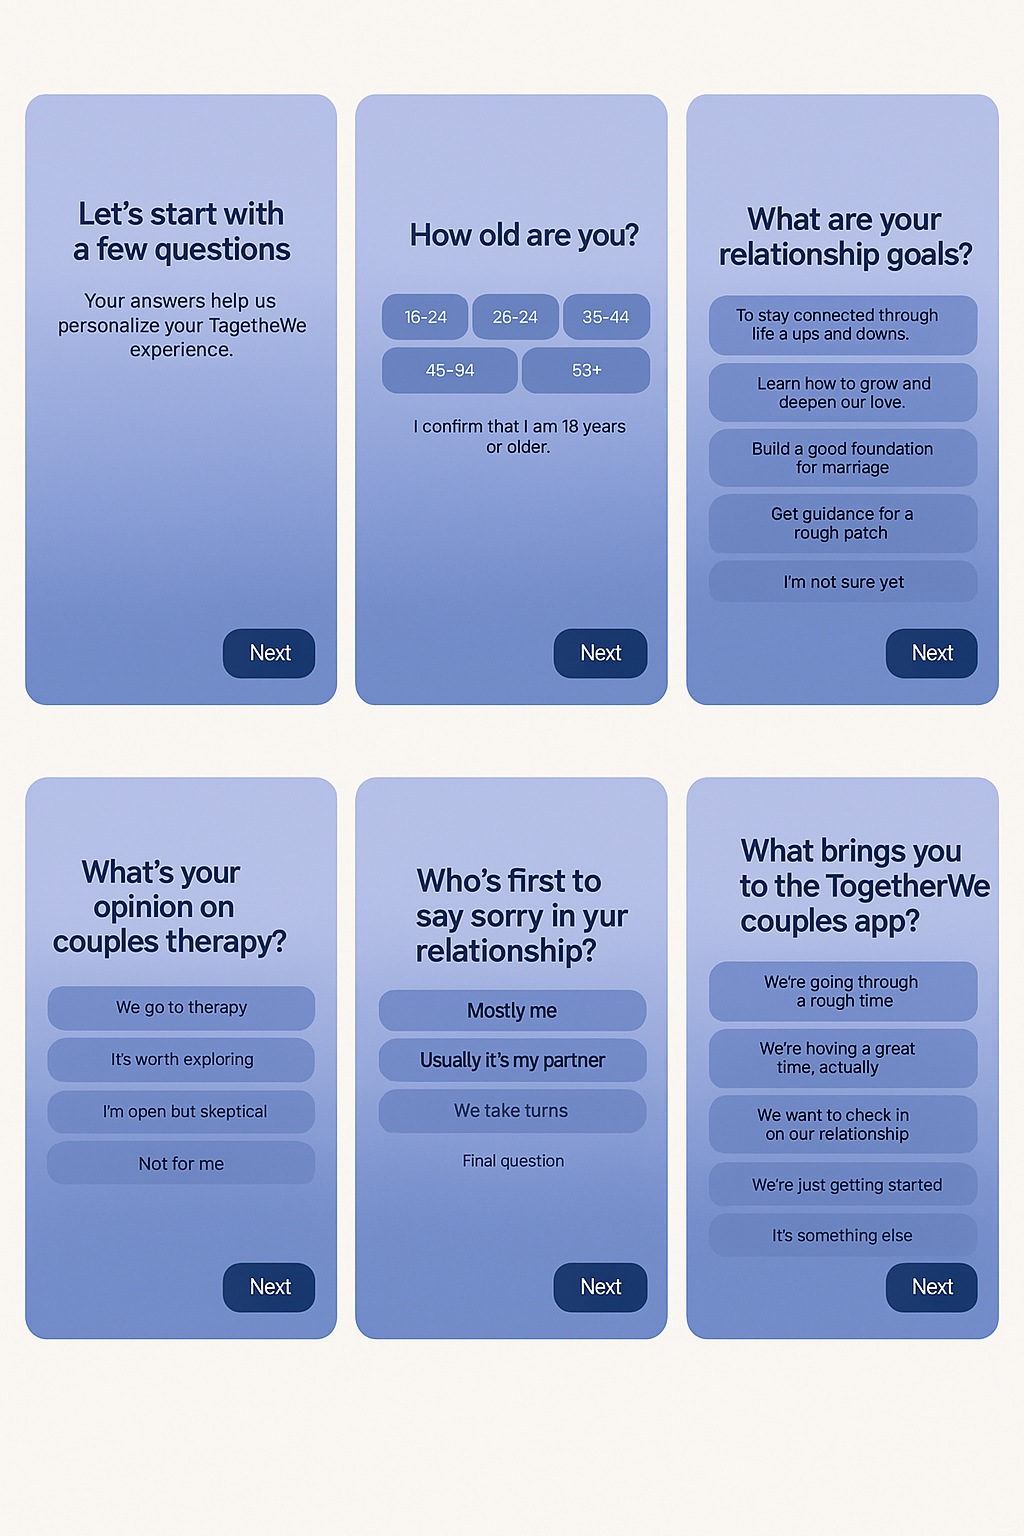 Let's start with
a few questions
Your answers help us
personalize your TagetheWe
experience.
Next
How old are you?
16-24
26-24
35-44
45-94
53+
I confirm that I am 18 years
or older.
Next
What are your
relationship goals?
To stay connected through
life a ups and downs.
Learn how to grow and
deepen our love.
Build a good foundation
for marriage
Get guidance for a
rough patch
I'm not sure yet
Next
What's your
opinion on
couples therapy?
We go to therapy
It's worth exploring
I'm open but skeptical
Not for me
Next
Who's first to
say sorry in yur
relationship?
Mostly me
Usually it's my partner
We take turns
Final question
Next
What brings you
to the TogetherWe
couples app?
We're going through
a rough time
We're hoving a great
time, actually
We want to check in
on our relationship
We're just getting started
It's something else
Next